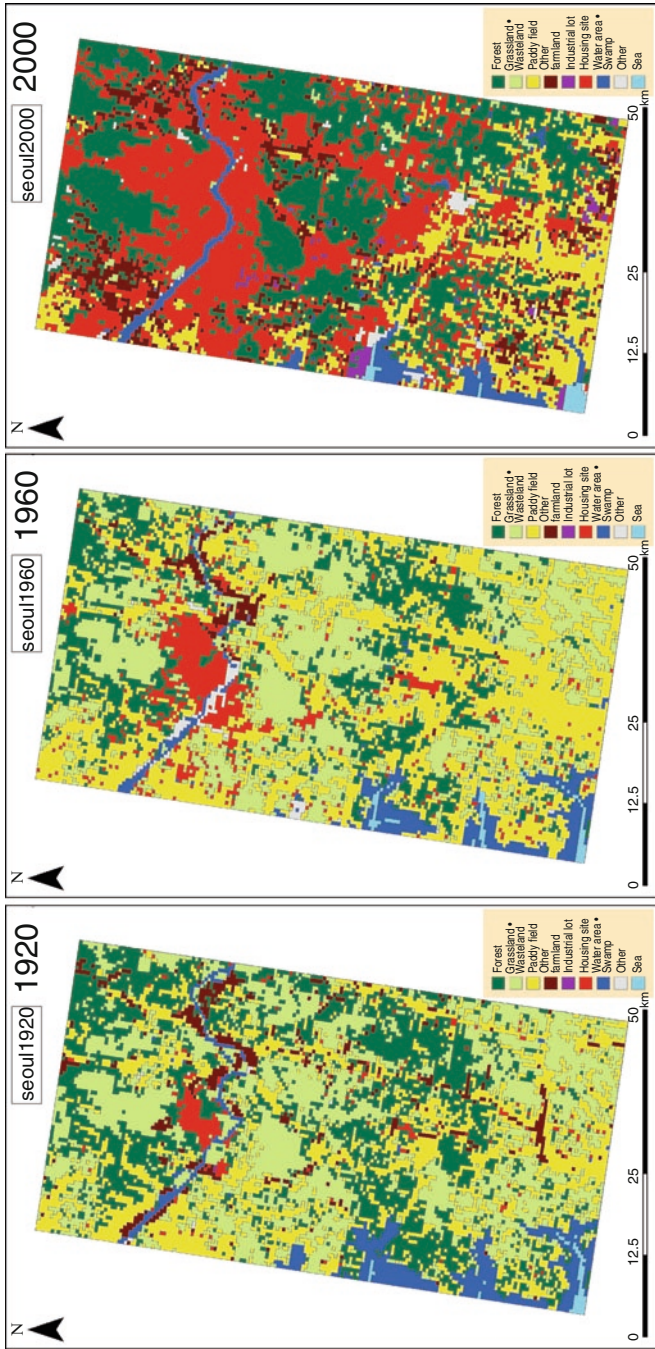 seoul1920
1920
N
Forest
Grassland•
Wasteland
Paddy field
Other
farmland
Industrial lot
Housing site
Water area•
Swamp
Other
Sea
0
12.5
25
50
km
seoul1960
1960
N
Forest
Grassland•
Wasteland
Paddy field
Other
farmland
Industrial lot
Housing site
Water area•
Swamp
Other
Sea
0
12.5
25
50
km
seoul2000
2000
N
Forest
Grassland•
Wasteland
Paddy field
Other
farmland
Industrial lot
Housing site
Water area•
Swamp
Other
Sea
0
12.5
25
50
km